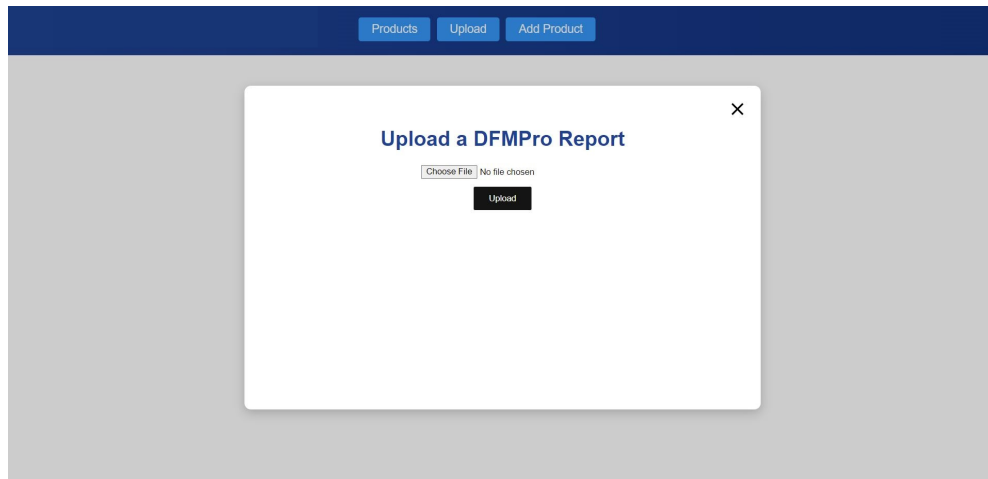 Products Upload Add Product
Upload a DFMPro Report
Choose File No file chosen
Upload